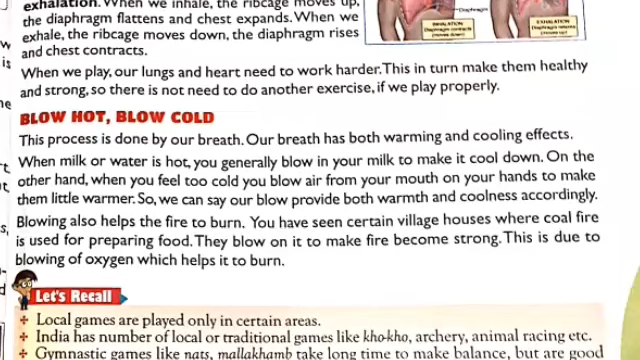 exhalation. When we inhale, the ribcage moves up,
the diaphragm flattens and chest expands. When we
exhale, the ribcage moves down, the diaphragm rises
and chest contracts.
Diaphragm
INHALATION
Diaphragm contracts
(moves down)
EXHALATION
Diaphragm relaxes
(moves up)
When we play, our lungs and heart need to work harder. This in turn make them healthy
and strong, so there is not need to do another exercise, if we play properly.
BLOW HOT, BLOW COLD
This process is done by our breath. Our breath has both warming and cooling effects.
When milk or water is hot, you generally blow in your milk to make it cool down. On the
other hand, when you feel too cold you blow air from your mouth on your hands to make
them little warmer. So, we can say our blow provide both warmth and coolness accordingly.
Blowing also helps the fire to burn. You have seen certain village houses where coal fire
is used for preparing food. They blow on it to make fire become strong. This is due to
blowing of oxygen which helps it to burn.
Let's Recall
Local games are played only in certain areas.
India has number of local or traditional games like kho-kho, archery, animal racing etc.
Gymnastic games like nats, mallakhamb take long time to make balance, but are good